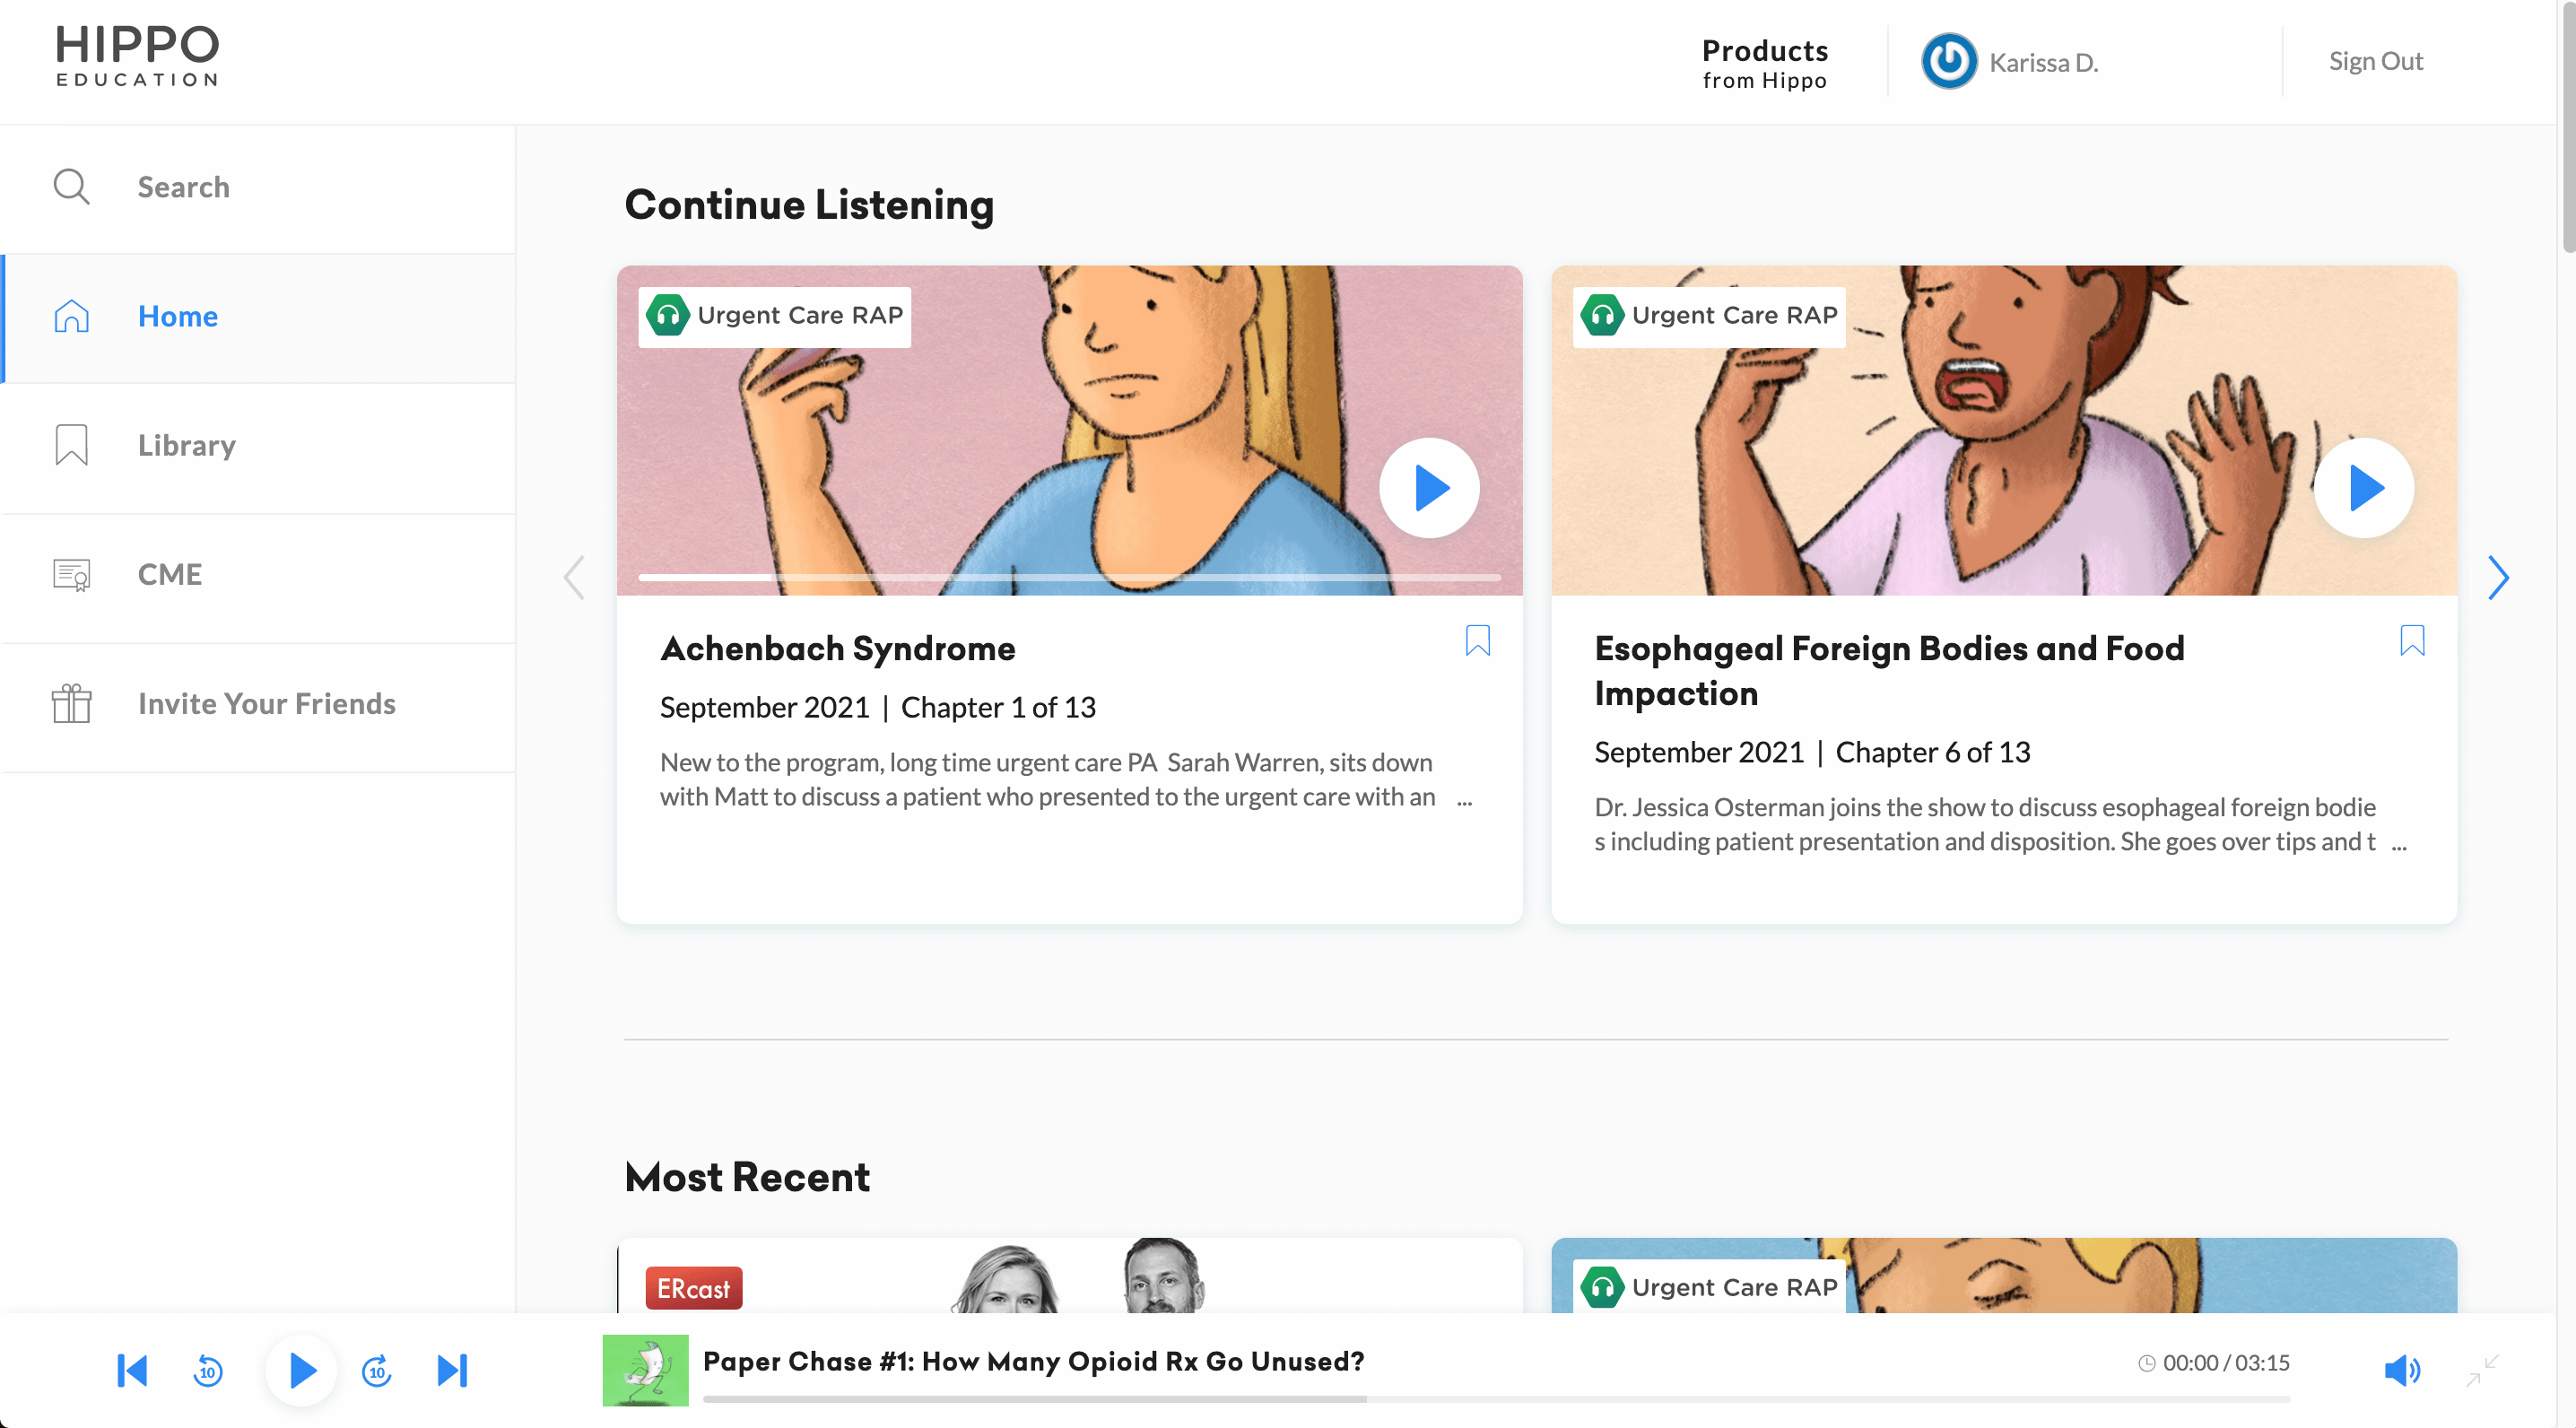 HIPPO
EDUCATION
Products
from Hippo
Karissa D.
Sign Out
Search
Home
Library
CME
Invite Your Friends
Continue Listening
Urgent Care RAP
Achenbach Syndrome
September 2021 | Chapter 1 of 13
New to the program, long time urgent care PA Sarah Warren, sits down
with Matt to discuss a patient who presented to the urgent care with an ...
Urgent Care RAP
Esophageal Foreign Bodies and Food
Impaction
September 2021 | Chapter 6 of 13
Dr. Jessica Osterman joins the show to discuss esophageal foreign bodie
s including patient presentation and disposition. She goes over tips and t ...
Most Recent
ERcast
Urgent Care RAP
10
10
Paper Chase #1: How Many Opioid Rx Go Unused?
00:00 / 03:15